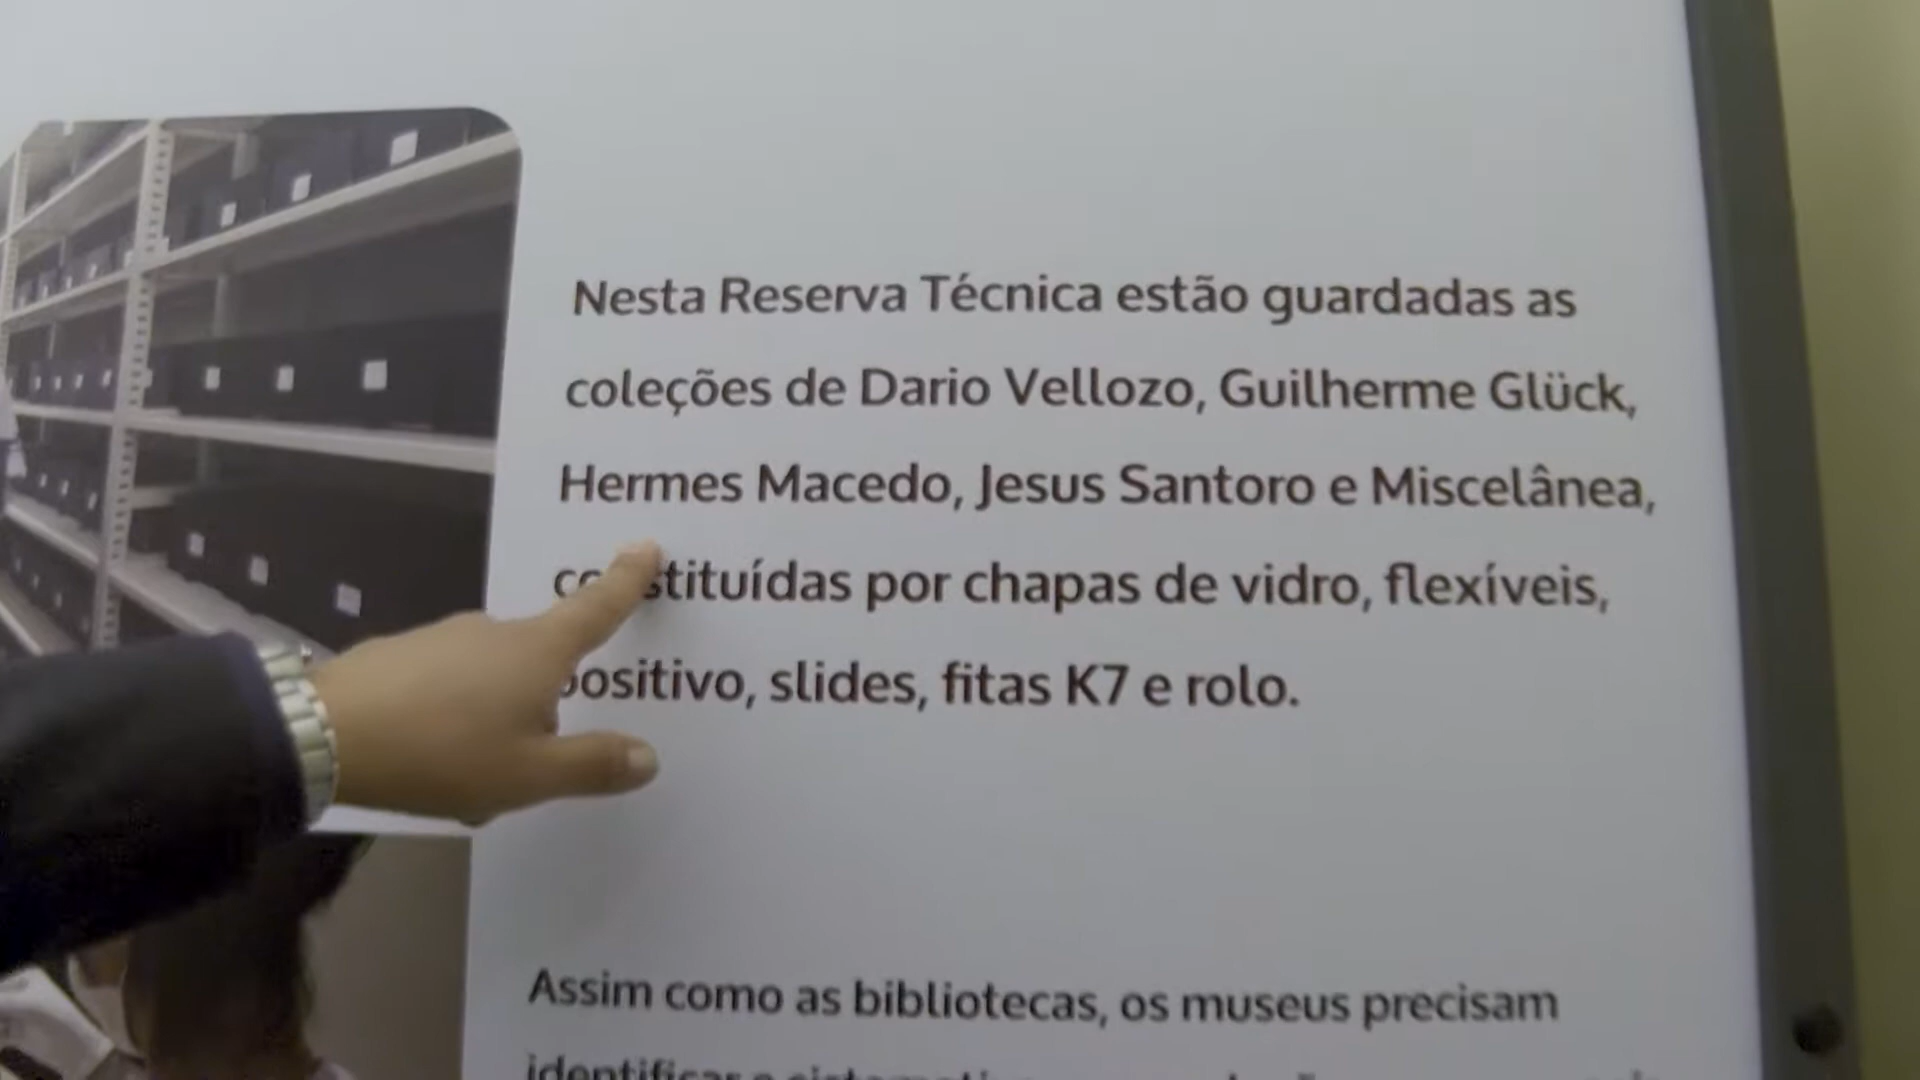 Nesta Reserva Técnica estão guardadas as
coleções de Dario Vellozo, Guilherme Glück,
Hermes Macedo, Jesus Santoro e Miscelânea,
constituídas por chapas de vidro, flexíveis,
positivo, slides, fitas K7 e rolo.
Assim como as bibliotecas, os museus precisam
identificar e